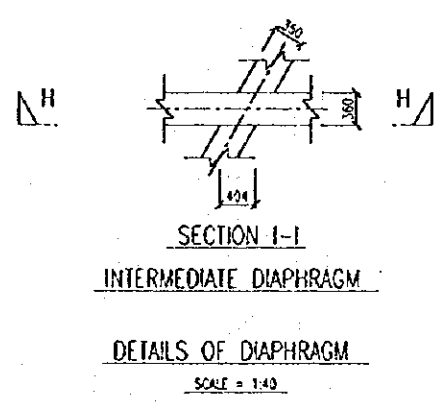 350
H
H
360
404
SECTION 1-1
INTERMEDIATE DIAPHRAGM
DETAILS OF DIAPHRAGM
SCALE = 1:40